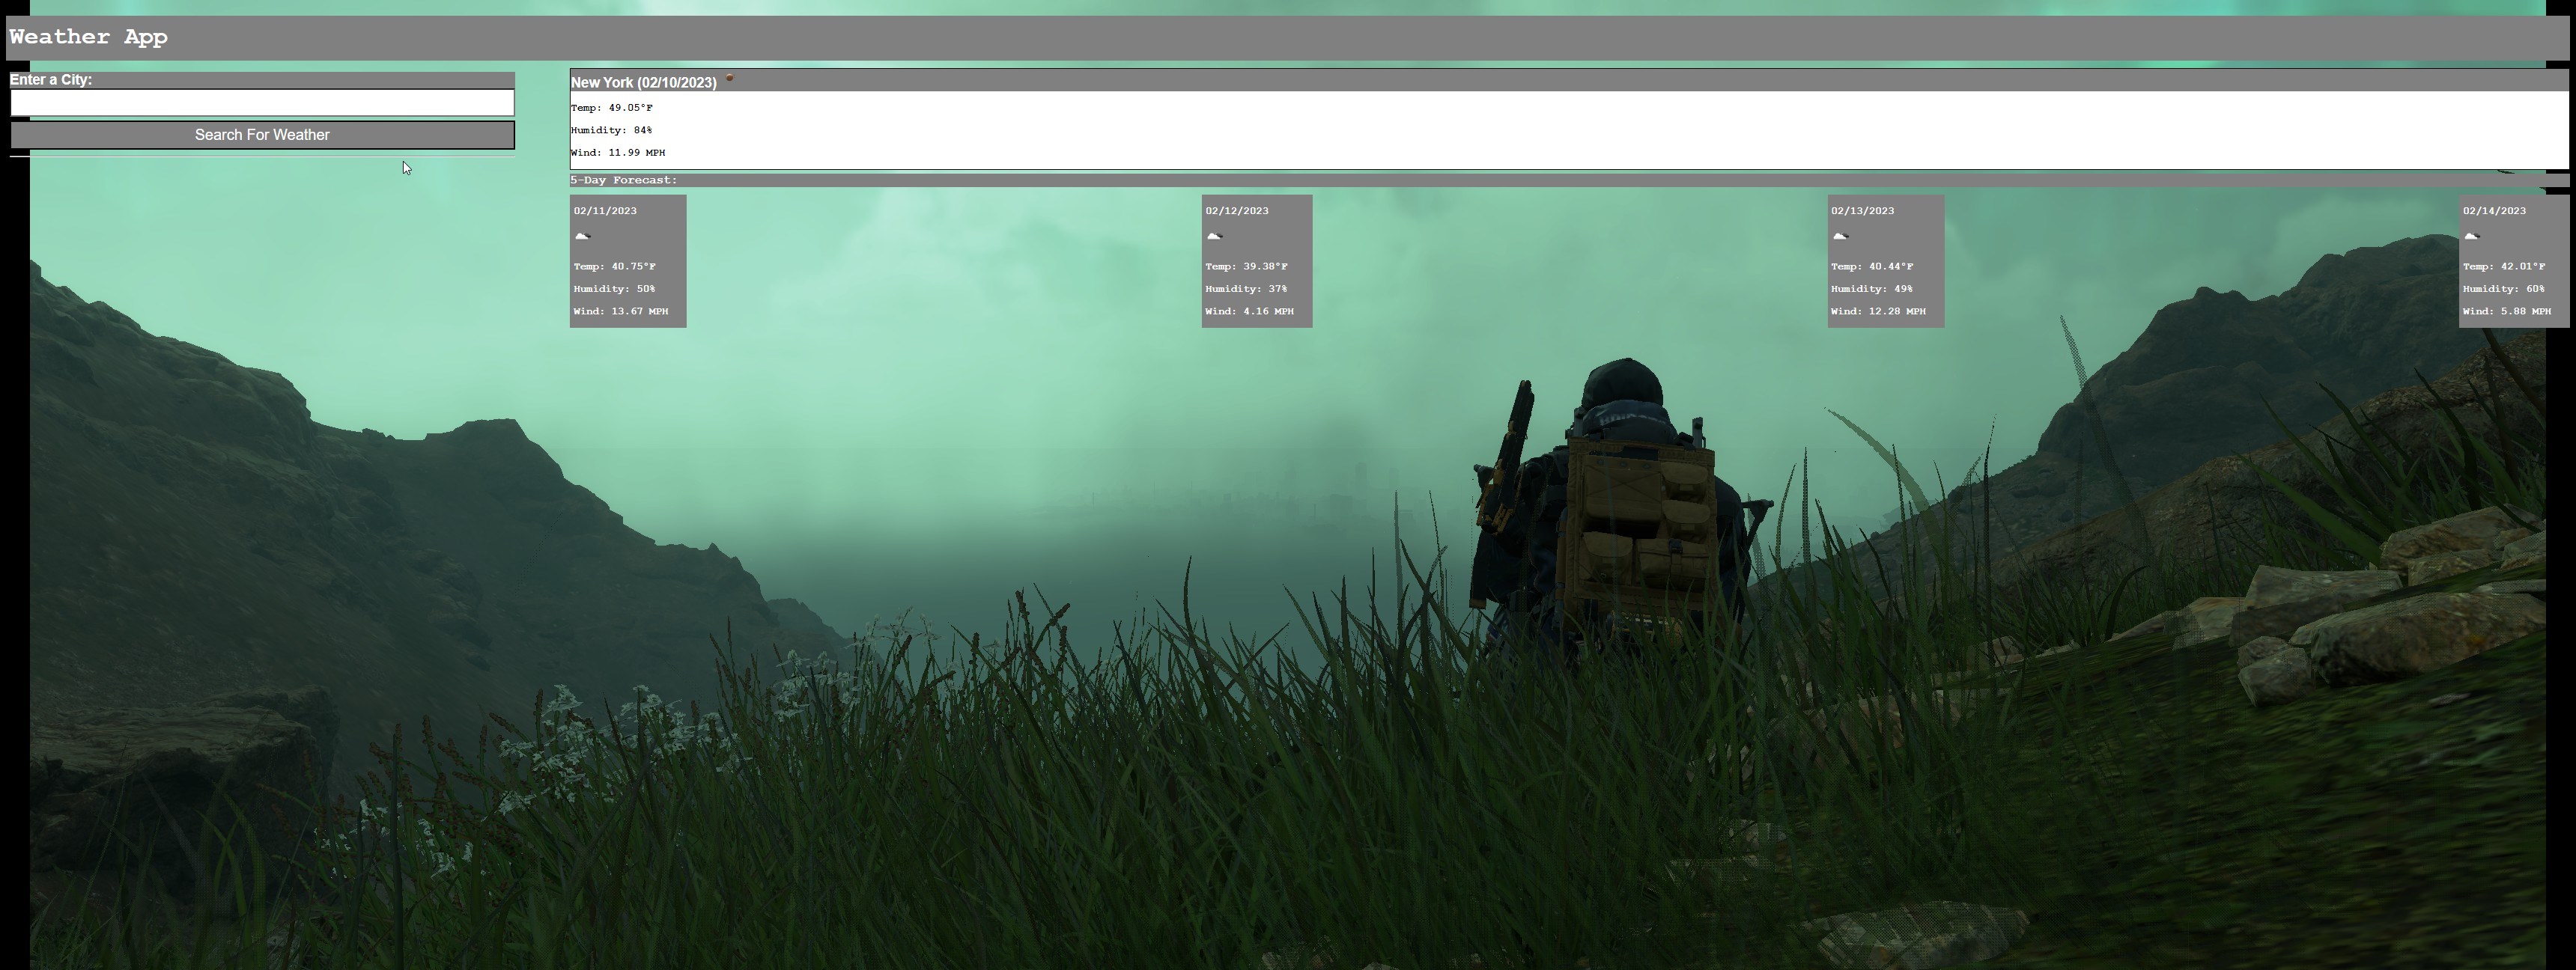 Weather App
Enter a City:
Search For Weather
New York (02/10/2023)
Temp: 49.05°F
Humidity: 84%
Wind: 11.99 MPH
5-Day Forecast:
02/11/2023
Temp: 40.75°F
Humidity: 50%
Wind: 13.67 MPH
02/12/2023
Temp: 39.38°F
Humidity: 37%
Wind: 4.16 MPH
02/13/2023
Temp: 40.44°F
Humidity: 49%
Wind: 12.28 MPH
02/14/2023
Temp: 42.01°F
Humidity: 60%
Wind: 5.88 MPH